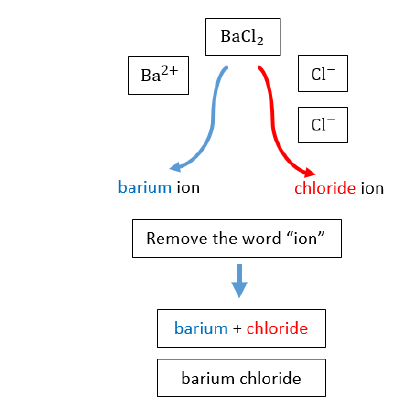 BaCl₂
Ba²⁺
Cl⁻
Cl⁻
barium ion
chloride ion
Remove the word “ion”
barium + chloride
barium chloride